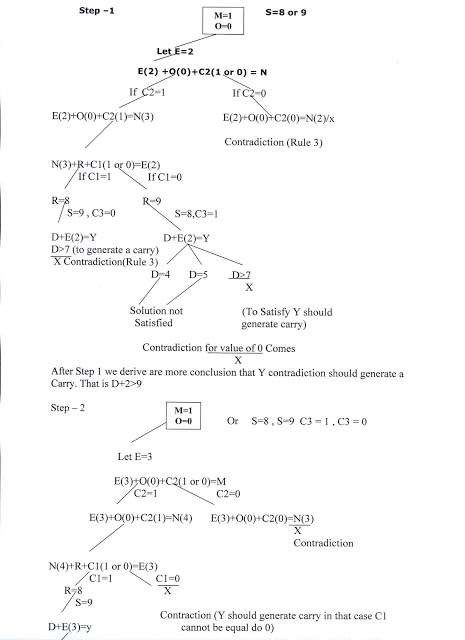 Step –1
M=1
O=0
S=8 or 9
Let E=2
E(2) +O(0)+C2(1 or 0) = N
If C2=1
If C2=0
E(2)+O(0)+C2(1)=N(3)
E(2)+O(0)+C2(0)=N(2)/x
Contradiction (Rule 3)
N(3)+R+C1(1 or 0)=E(2)
If C1=1
If C1=0
R=8
R=9
S=9 , C3=0
S=8,C3=1
D+E(2)=Y
D+E(2)=Y
D>7 (to generate a carry)
X Contradiction(Rule 3)
D=4
D=5
D>7
X
Solution not
Satisfied
(To Satisfy Y should
generate carry)
Contradiction for value of 0 Comes
X
After Step 1 we derive are more conclusion that Y contradiction should generate a
Carry. That is D+2>9
Step – 2
M=1
O=0
Or S=8 , S=9 C3 = 1 , C3 = 0
Let E=3
E(3)+O(0)+C2(1 or 0)=M
C2=1
C2=0
E(3)+O(0)+C2(1)=N(4)
E(3)+O(0)+C2(0)=N(3)
X
Contradiction
N(4)+R+C1(1 or 0)=E(3)
C1=1
C1=0
X
R=8
S=9
Contraction (Y should generate carry in that case C1
cannot be equal do 0)
D+E(3)=y